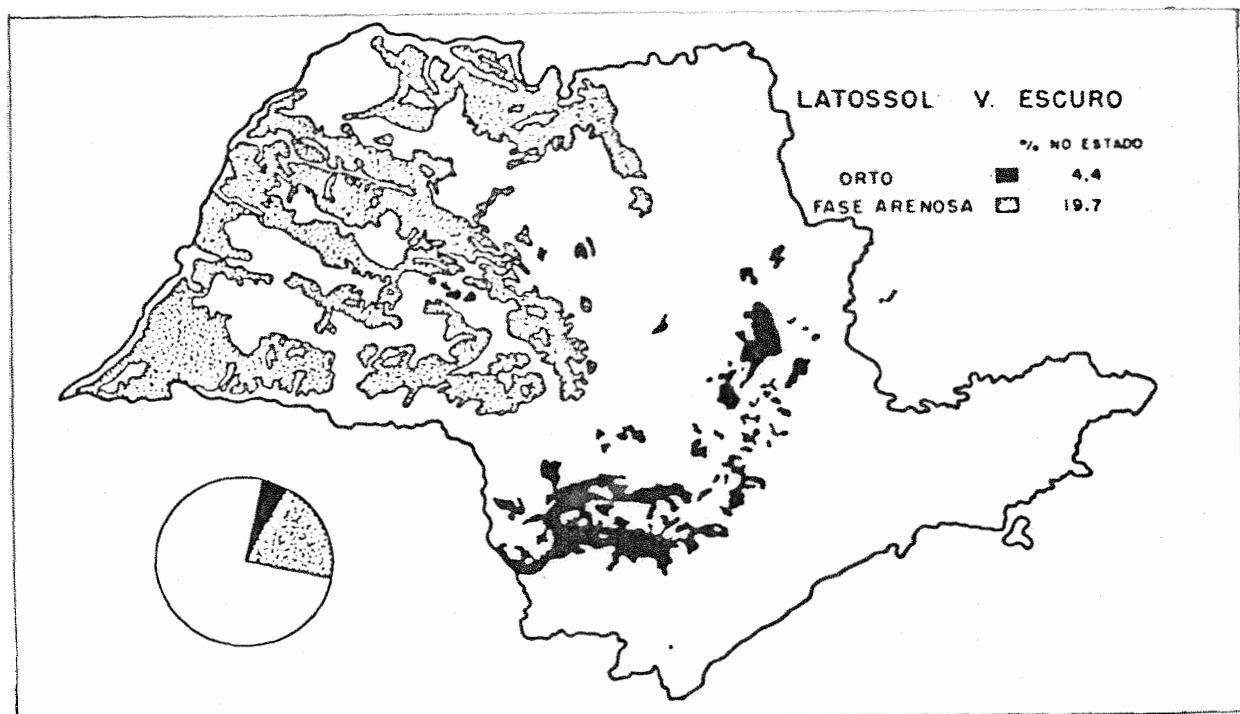 LATOSSOL V. ESCURO
% NO ESTADO
ORTO 4.4
FASE ARENOSA 19.7